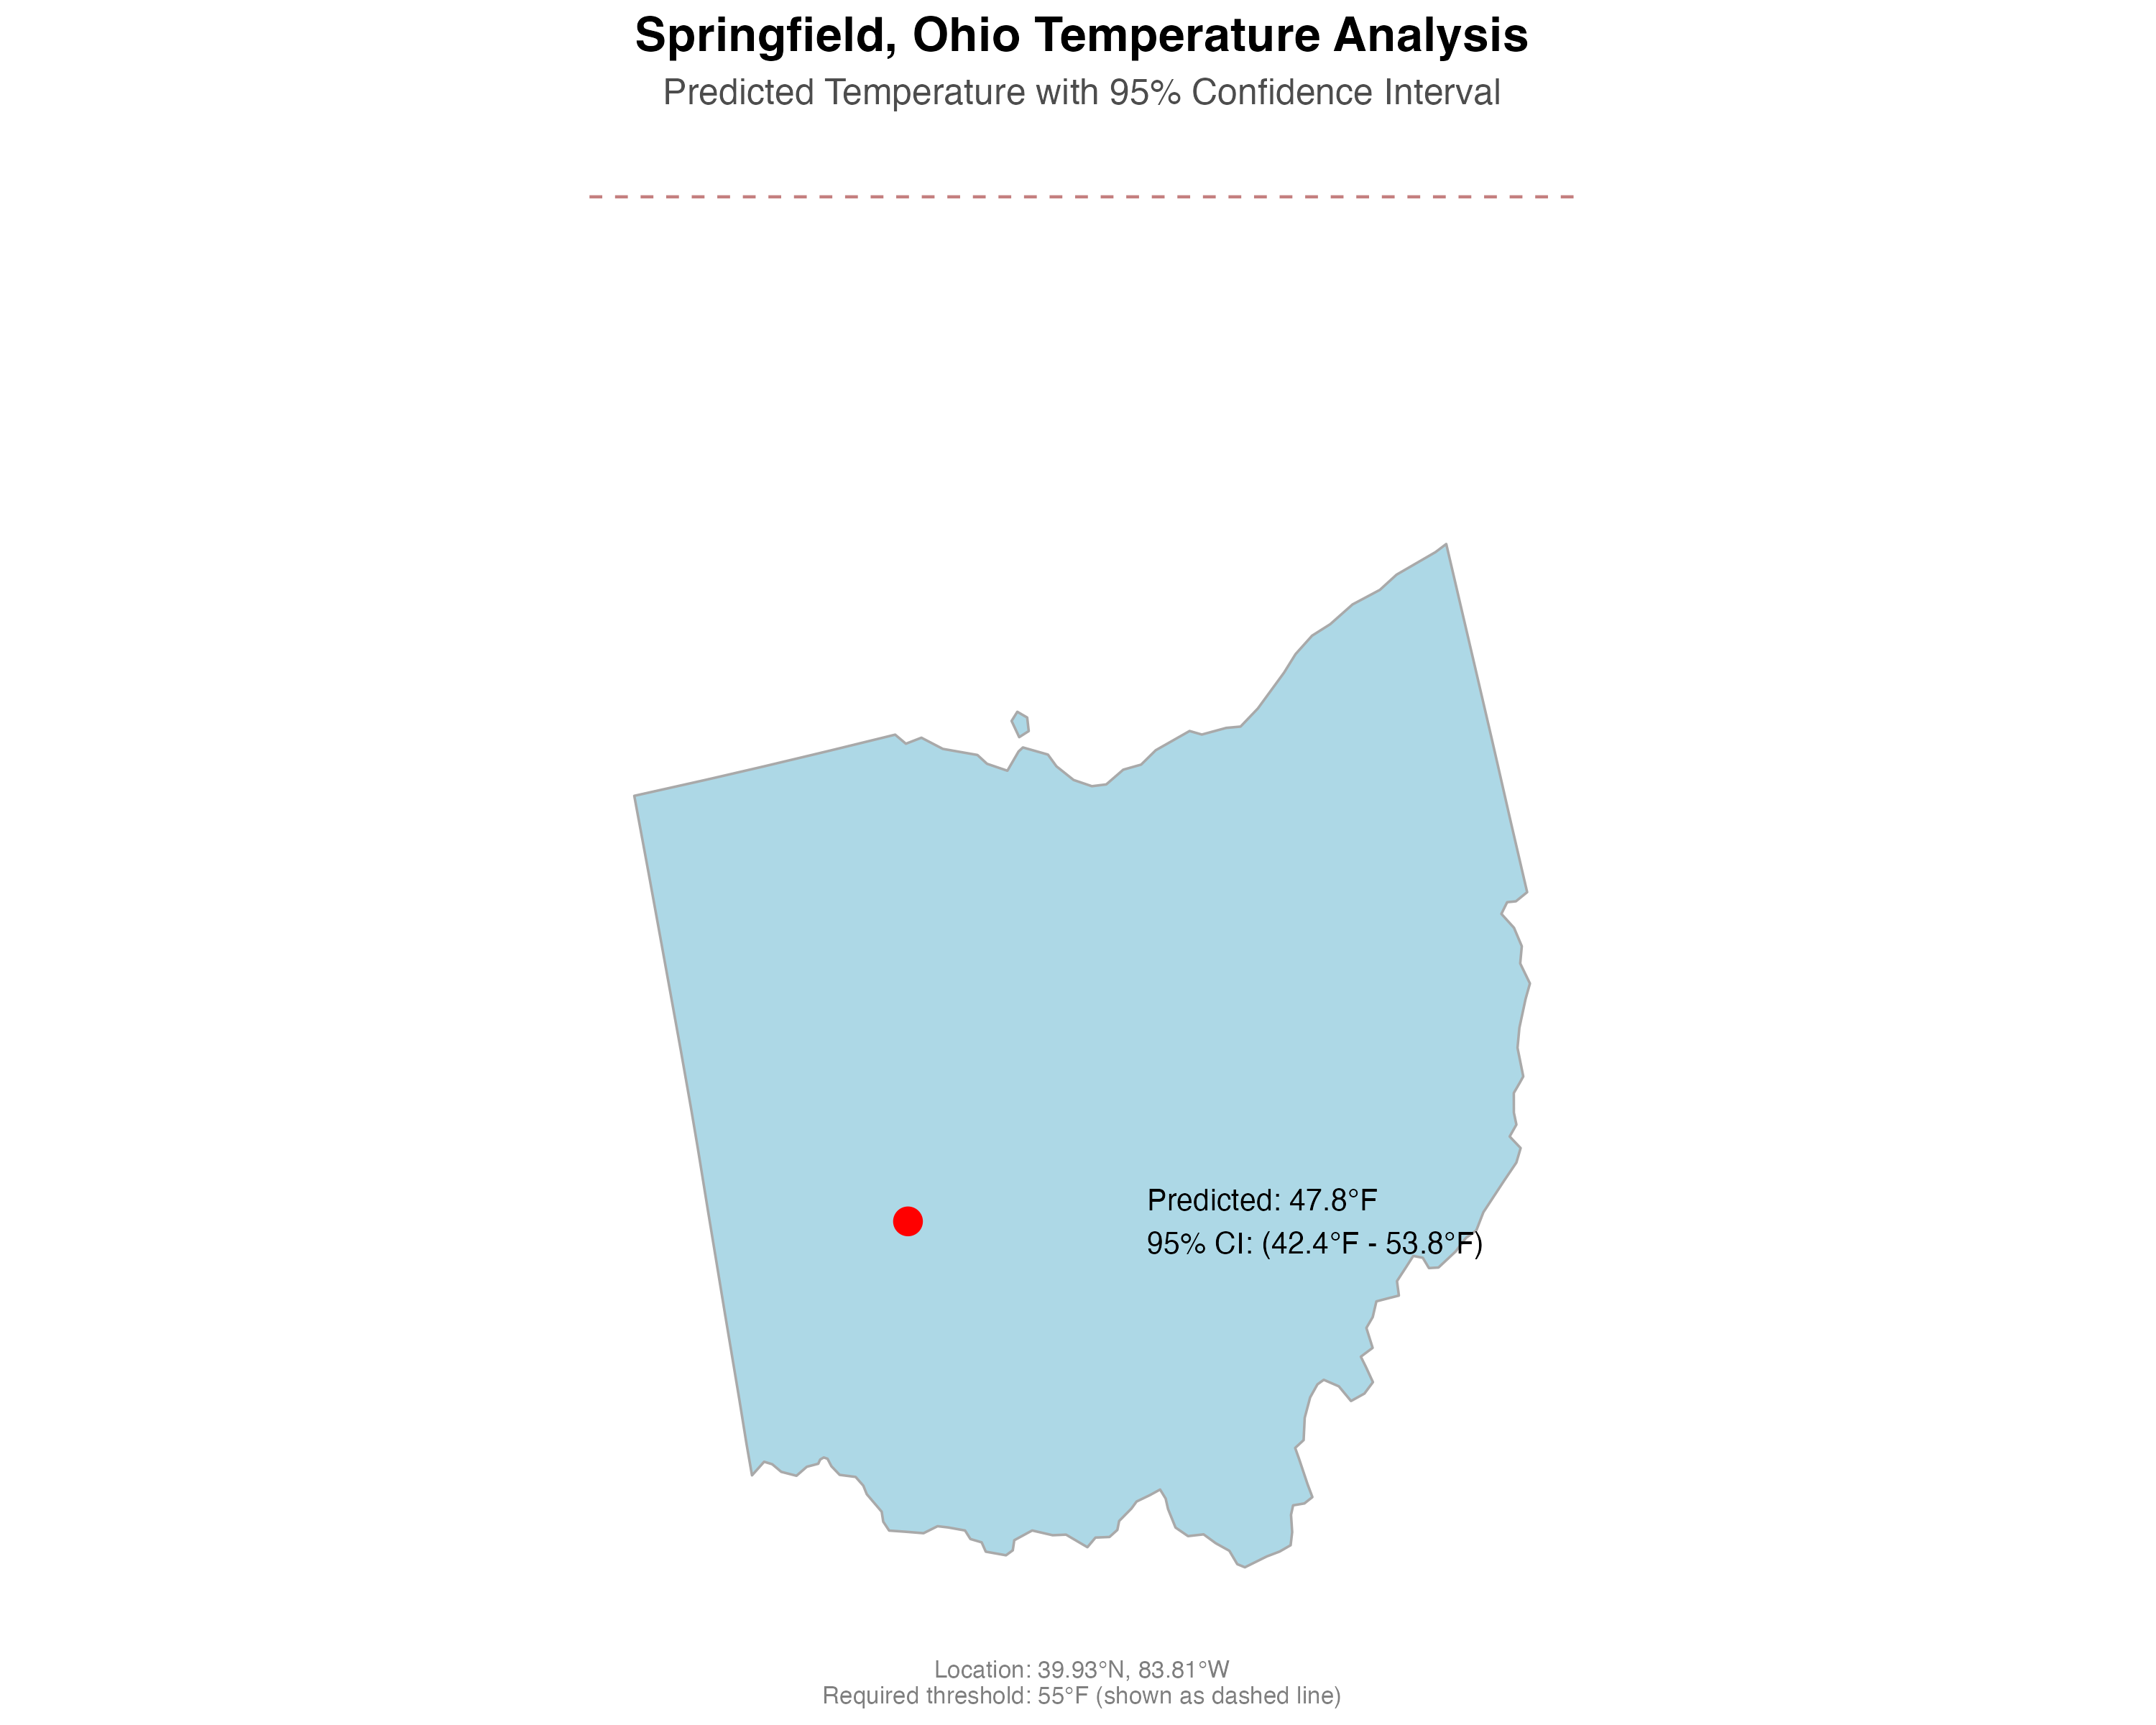 Springfield, Ohio Temperature Analysis
Predicted Temperature with 95% Confidence Interval
Predicted: 47.8°F
95% CI: (42.4°F - 53.8°F)
Location: 39.93°N, 83.81°W
Required threshold: 55°F (shown as dashed line)